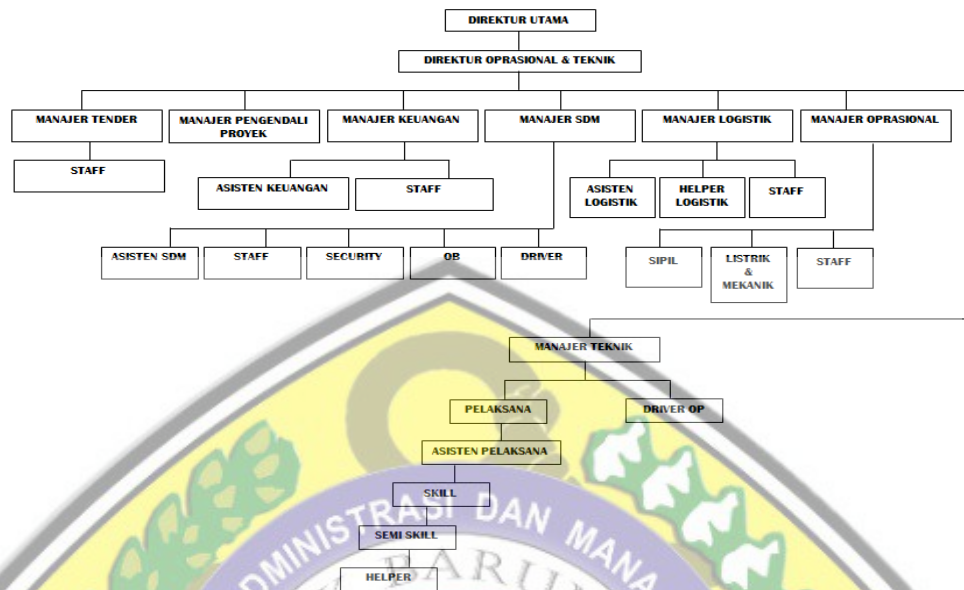 DIREKTUR UTAMA
DIREKTUR OPRASIONAL & TEKNIK
MANAJER TENDER
MANAJER PENGENDALI
PROYEK
MANAJER KEUANGAN
MANAJER SDM
MANAJER LOGISTIK
MANAJER OPRASIONAL
STAFF
ASISTEN KEUANGAN
STAFF
ASISTEN
LOGISTIK
HELPER
LOGISTIK
STAFF
ASISTEN SDM
STAFF
SECURITY
OB
DRIVER
SIPIL
LISTRIK
&
MEKANIK
STAFF
MANAJER TEKNIK
PELAKSANA
DRIVER OP
ASISTEN PELAKSANA
SKILL
SEMI SKILL
HELPER
DMINISTRASI DAN MANA
K BARU